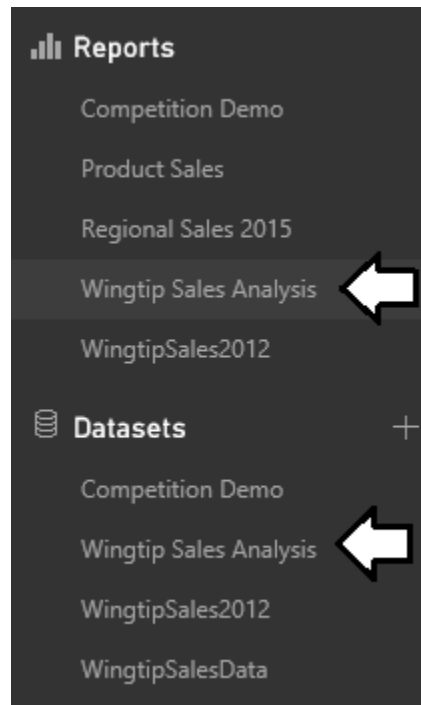 Reports
Competition Demo
Product Sales
Regional Sales 2015
Wingtip Sales Analysis
WingtipSales2012
Datasets
Competition Demo
Wingtip Sales Analysis
WingtipSales2012
WingtipSalesData